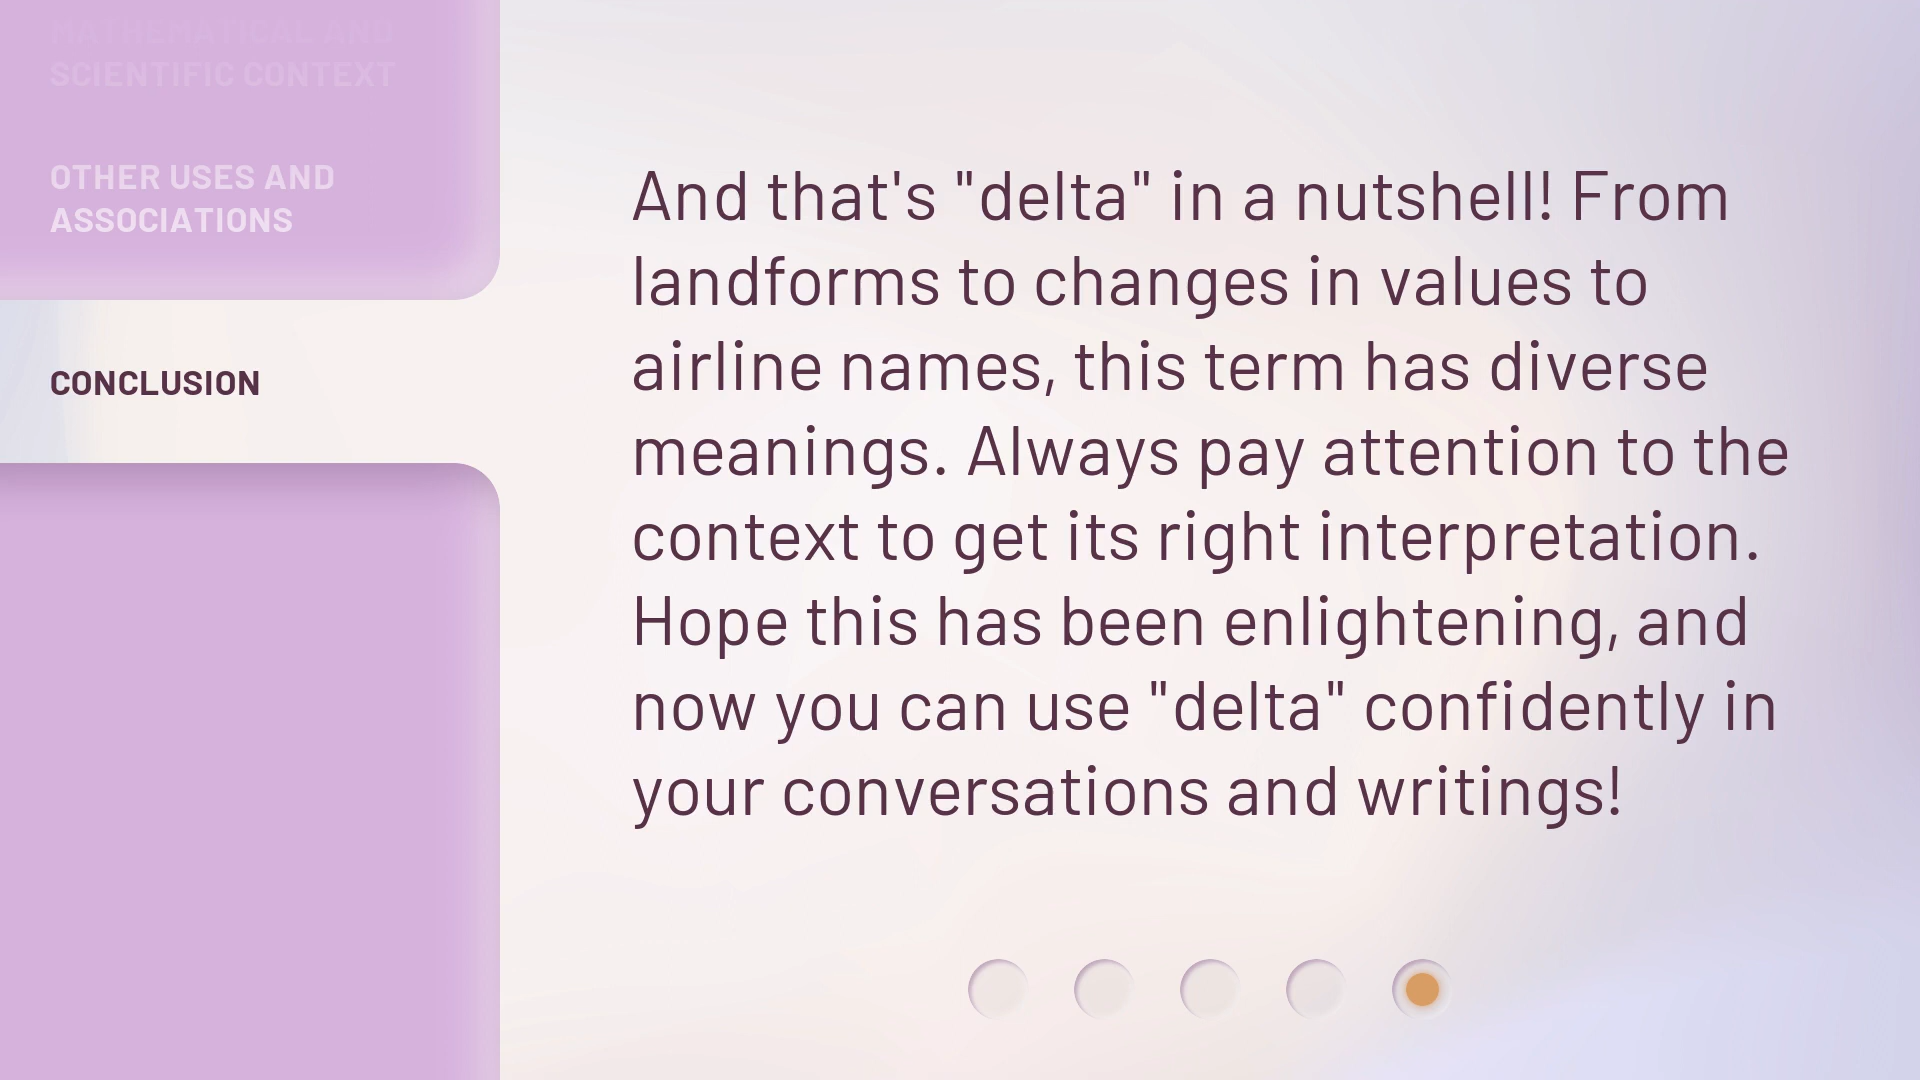 MATHEMATICAL AND
SCIENTIFIC CONTEXT
OTHER USES AND
ASSOCIATIONS
CONCLUSION
And that's "delta" in a nutshell! From
landforms to changes in values to
airline names, this term has diverse
meanings. Always pay attention to the
context to get its right interpretation.
Hope this has been enlightening, and
now you can use "delta" confidently in
your conversations and writings!